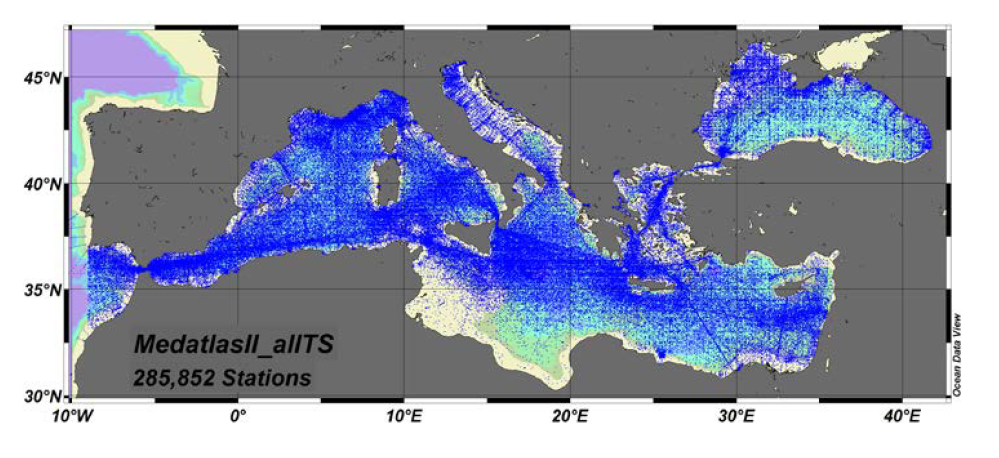 45°N
40°N
35°N
30°N
MedatlasII_allTS
285,852 Stations
Ocean Data View
10°W
0°
10°E
20°E
30°E
40°E